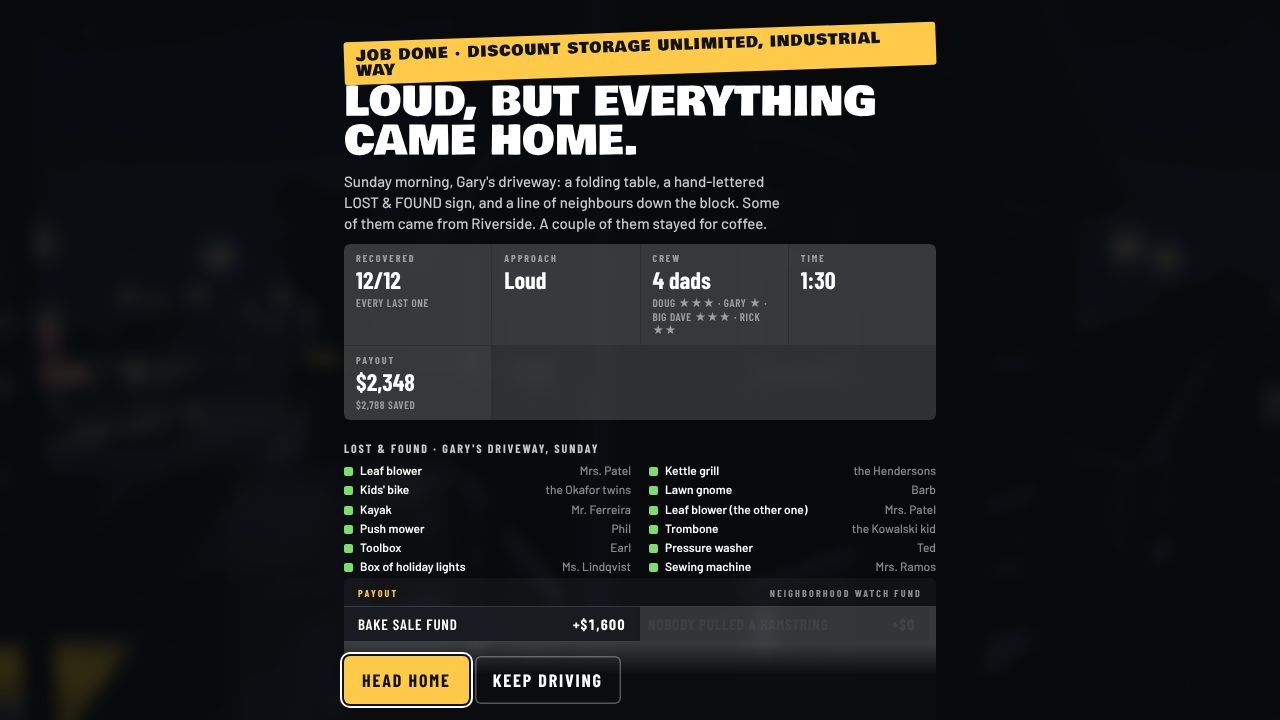 JOB DONE · DISCOUNT STORAGE UNLIMITED, INDUSTRIAL
WAY
LOUD, BUT EVERYTHING
CAME HOME.
Sunday morning, Gary's driveway: a folding table, a hand-lettered
LOST & FOUND sign, and a line of neighbours down the block. Some
of them came from Riverside. A couple of them stayed for coffee.
RECOVERED
12/12
EVERY LAST ONE
APPROACH
Loud
CREW
4 dads
DOUG ★★★ · GARY ★ ·
BIG DAVE ★★★ · RICK
★★
TIME
1:30
PAYOUT
$2,348
$2,788 SAVED
LOST & FOUND · GARY'S DRIVEWAY, SUNDAY
Leaf blower Mrs. Patel
Kettle grill the Hendersons
Kids' bike the Okafor twins
Lawn gnome Barb
Kayak Mr. Ferreira
Leaf blower (the other one) Mrs. Patel
Push mower Phil
Trombone the Kowalski kid
Toolbox Earl
Pressure washer Ted
Box of holiday lights Ms. Lindqvist
Sewing machine Mrs. Ramos
PAYOUT NEIGHBORHOOD WATCH FUND
BAKE SALE FUND +$1,600
NOBODY PULLED A HAMSTRING +$0
HEAD HOME
KEEP DRIVING